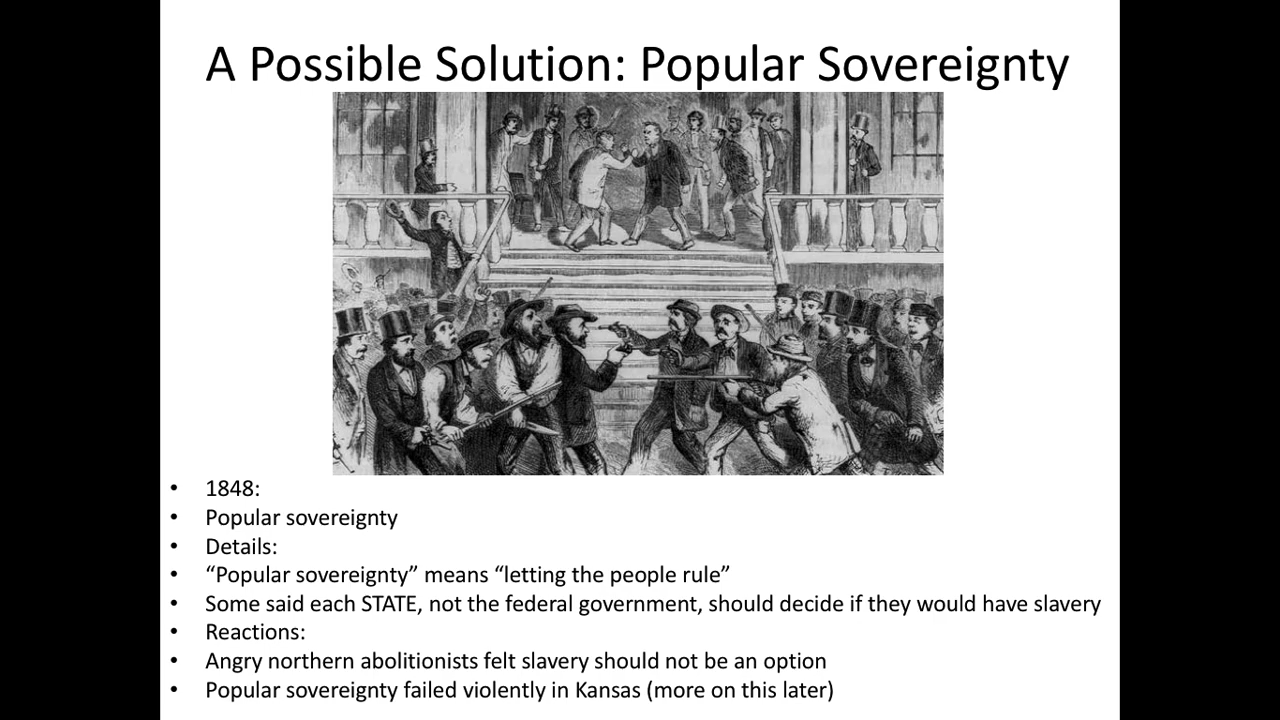 A Possible Solution: Popular Sovereignty
• 1848:
• Popular sovereignty
• Details:
• “Popular sovereignty” means “letting the people rule”
• Some said each STATE, not the federal government, should decide if they would have slavery
• Reactions:
• Angry northern abolitionists felt slavery should not be an option
• Popular sovereignty failed violently in Kansas (more on this later)